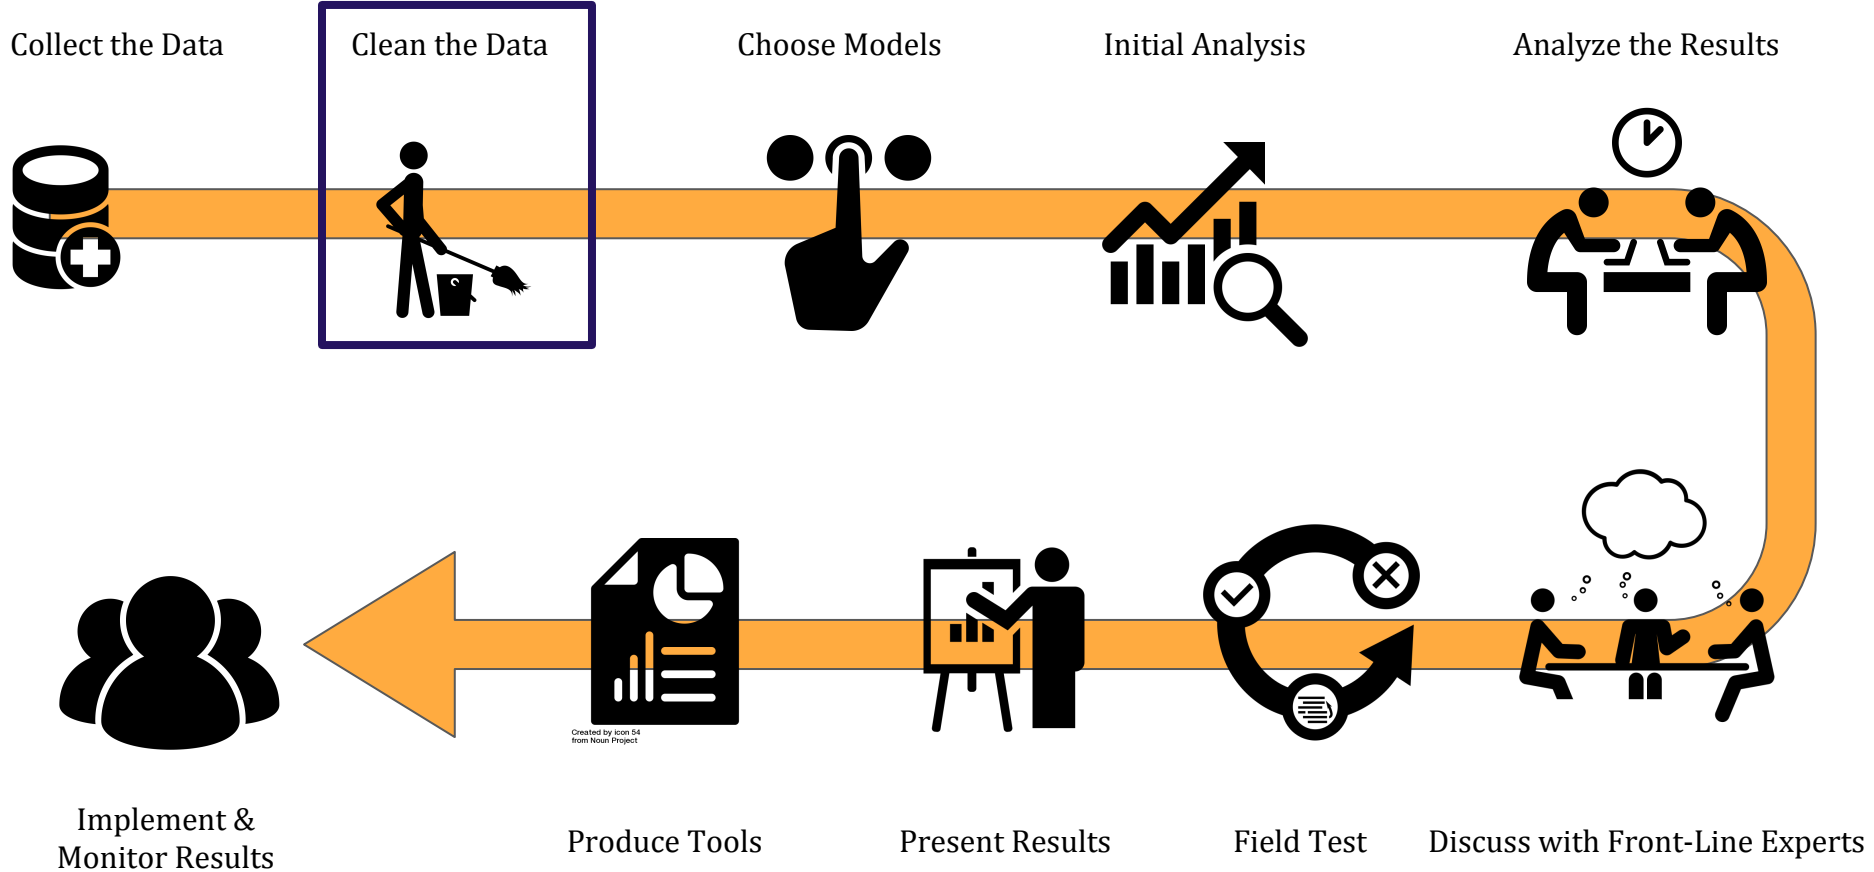 Collect the Data
Clean the Data
Choose Models
Initial Analysis
Analyze the Results
Created by icon 54
from Noun Project
Implement &
Monitor Results
Produce Tools
Present Results
Field Test
Discuss with Front-Line Experts